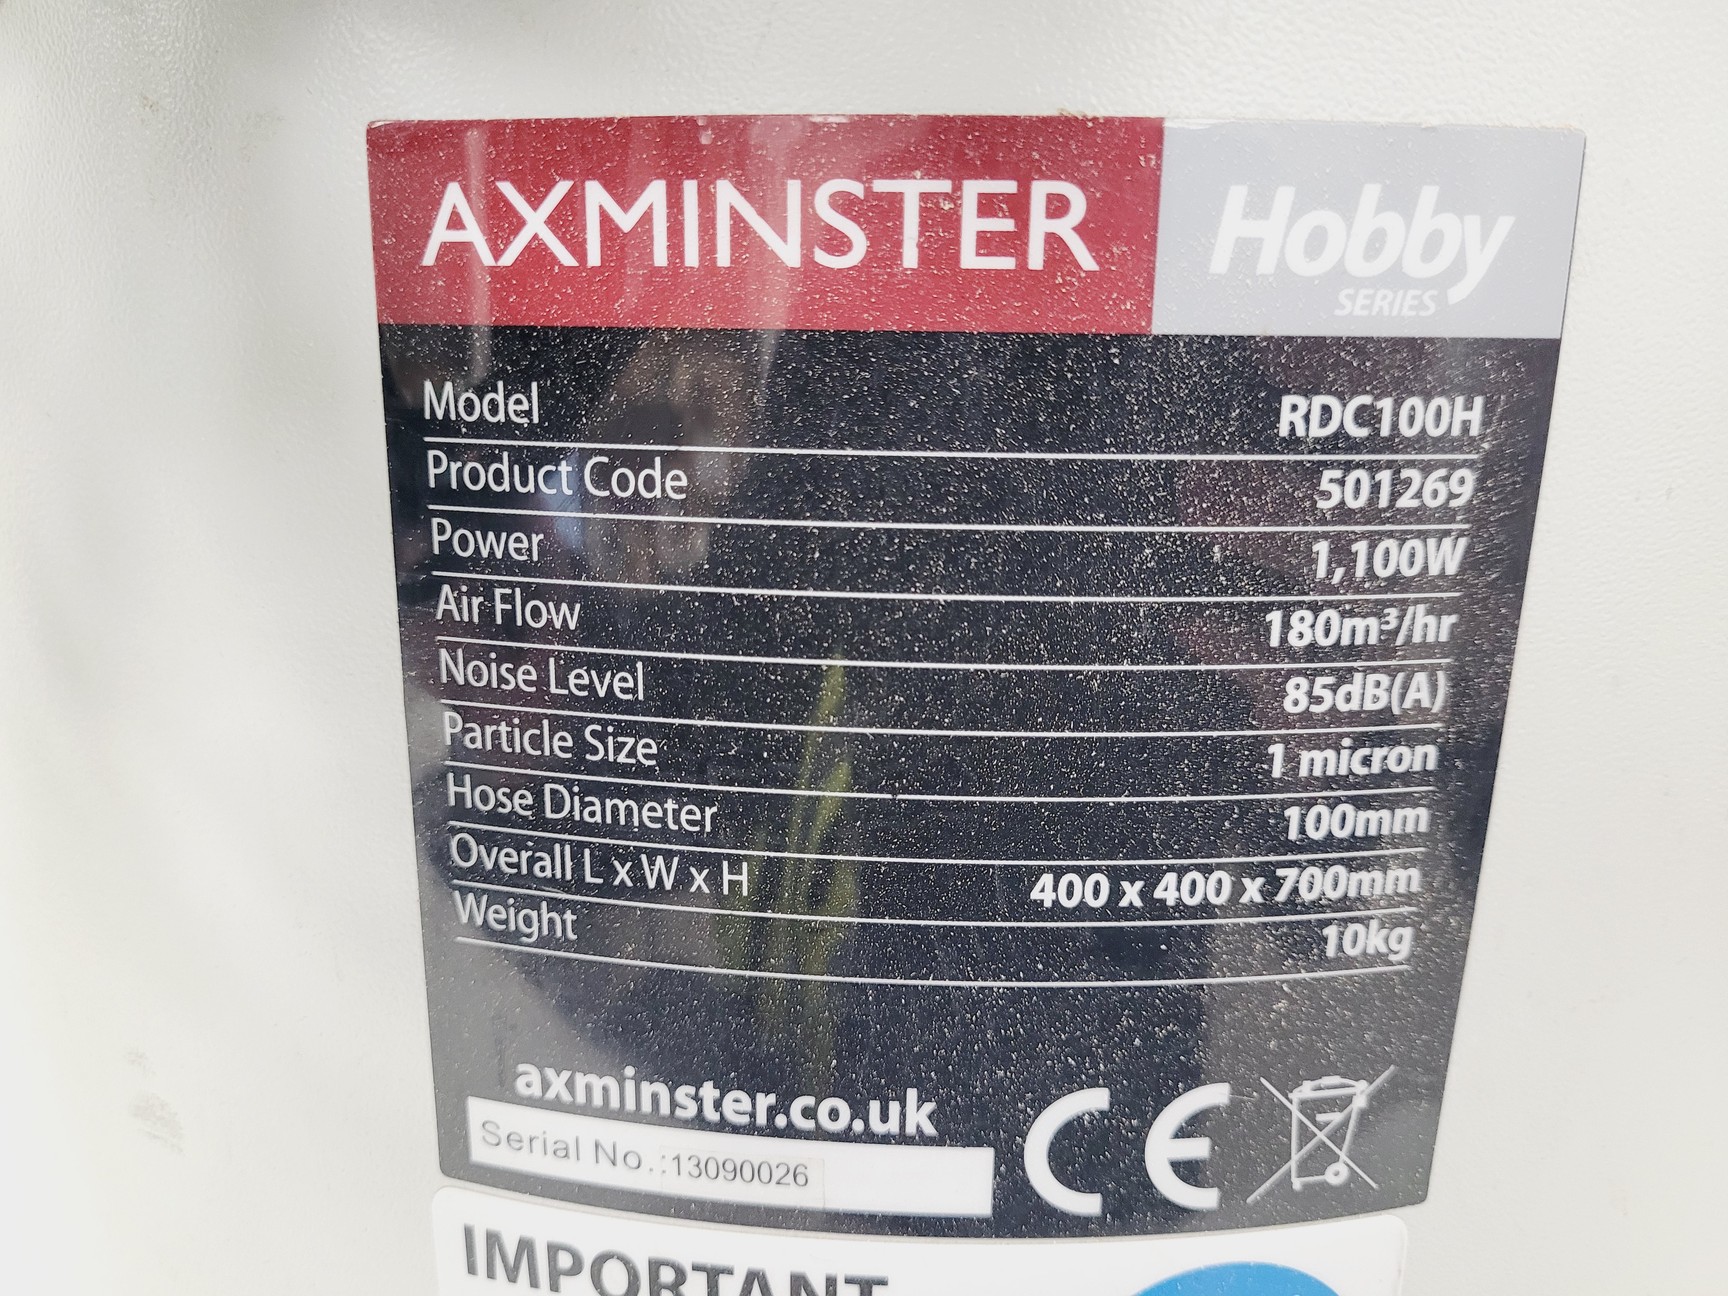 AXMINSTER Hobby
SERIES
Model RDC100H
Product Code 501269
Power 1,100W
Air Flow 180m³/hr
Noise Level 85dB(A)
Particle Size 1 micron
Hose Diameter 100mm
Overall L x W x H 400 x 400 x 700mm
Weight 10kg
axminster.co.uk
CE
Serial No.:13090026
IMPORTANT